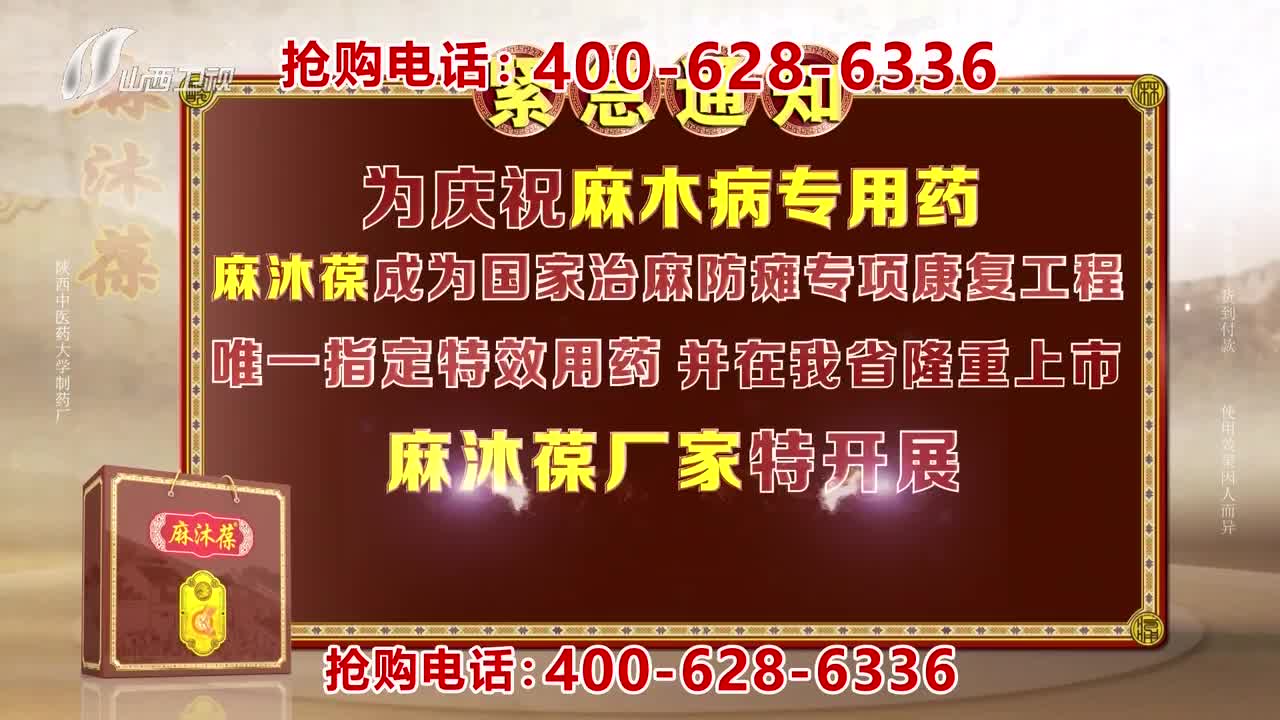 山西卫视
抢购电话：400-628-6336
紧急通知
为庆祝麻木病专用药
麻沐葆成为国家治麻防瘫专项康复工程
唯一指定特效用药 并在我省隆重上市
麻沐葆厂家特开展
麻沐葆
陕西中医药大学制药厂
货到付款 使用效果因人而异
麻沐葆
抢购电话：400-628-6336